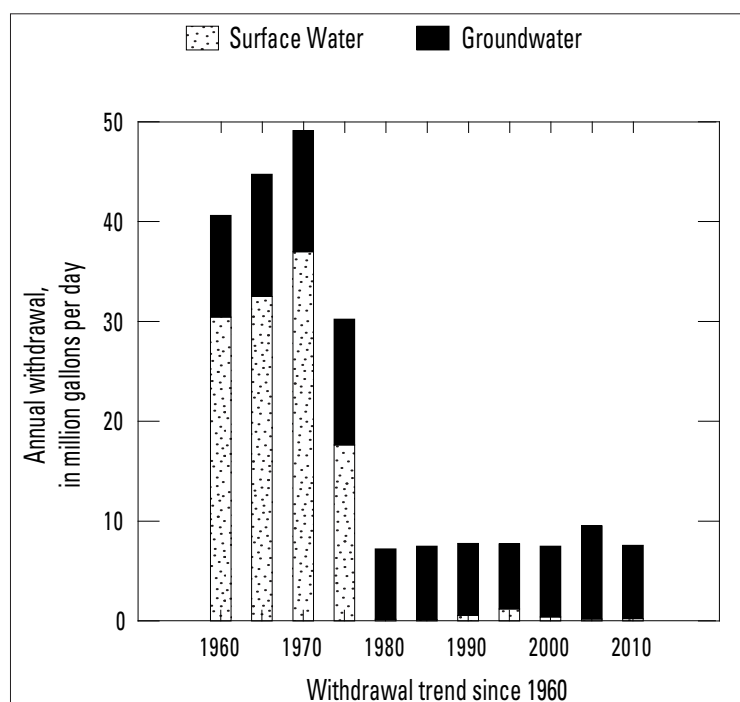 Surface Water Groundwater
50
40
30
20
10
0
Annual withdrawal,
in million gallons per day
1960 1970 1980 1990 2000 2010
Withdrawal trend since 1960